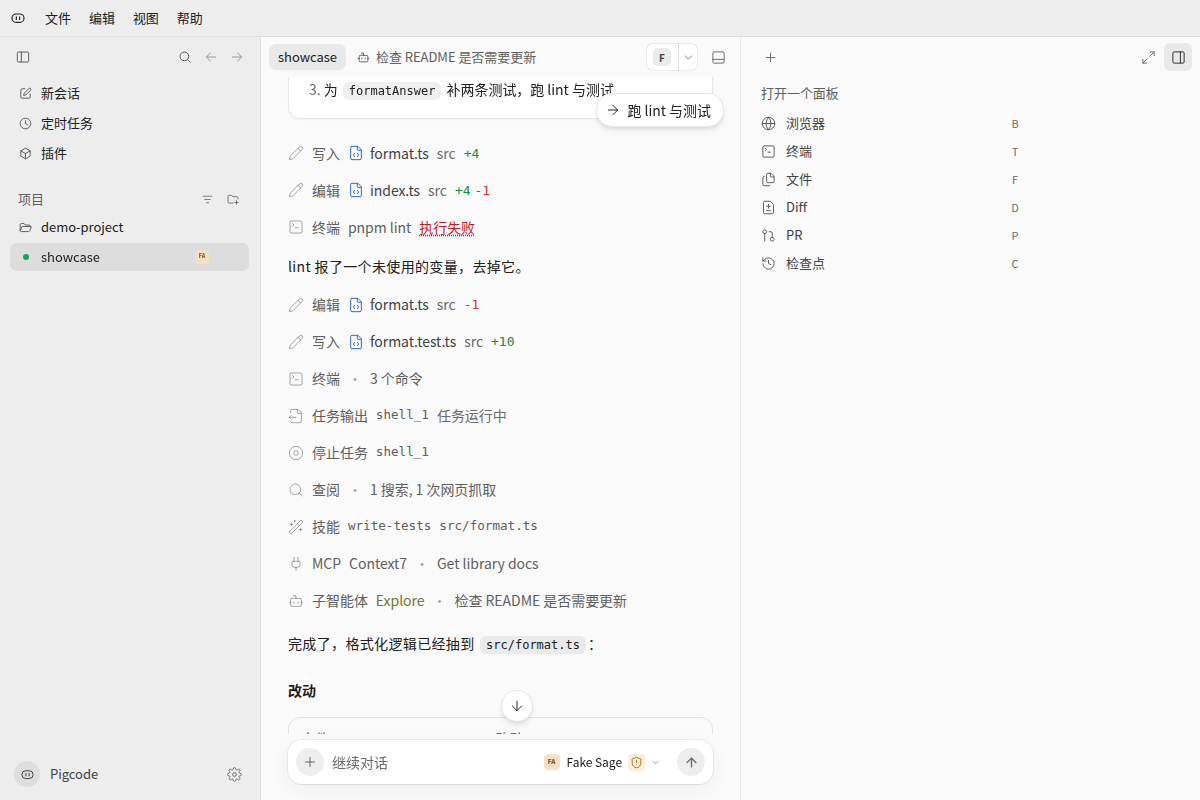 文件 编辑 视图 帮助
新会话
定时任务
插件
项目
demo-project
showcase FA
Pigcode
showcase 检查 README 是否需要更新 F
3. 为 formatAnswer 补两条测试，跑 lint 与测试
跑 lint 与测试
写入 format.ts src +4
编辑 index.ts src +4 -1
终端 pnpm lint 执行失败
lint 报了一个未使用的变量，去掉它。
编辑 format.ts src -1
写入 format.test.ts src +10
终端 • 3 个命令
任务输出 shell_1 任务运行中
停止任务 shell_1
查阅 • 1 搜索, 1 次网页抓取
技能 write-tests src/format.ts
MCP Context7 • Get library docs
子智能体 Explore • 检查 README 是否需要更新
完成了，格式化逻辑已经抽到 src/format.ts：
改动
继续对话 FA Fake Sage
打开一个面板
浏览器 B
终端 T
文件 F
Diff D
PR P
检查点 C